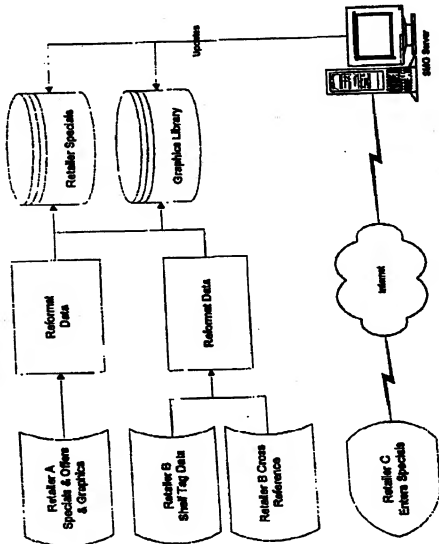 Retailer A
Specials & Offers
& Graphics
Reformat
Data
Retailer Specials
Retailer B
Shelf Tag Data
Retailer B Cross
Reference
Reformat Data
Graphics Library
Updates
Retailer C
Enters Specials
Internet
SMO Server